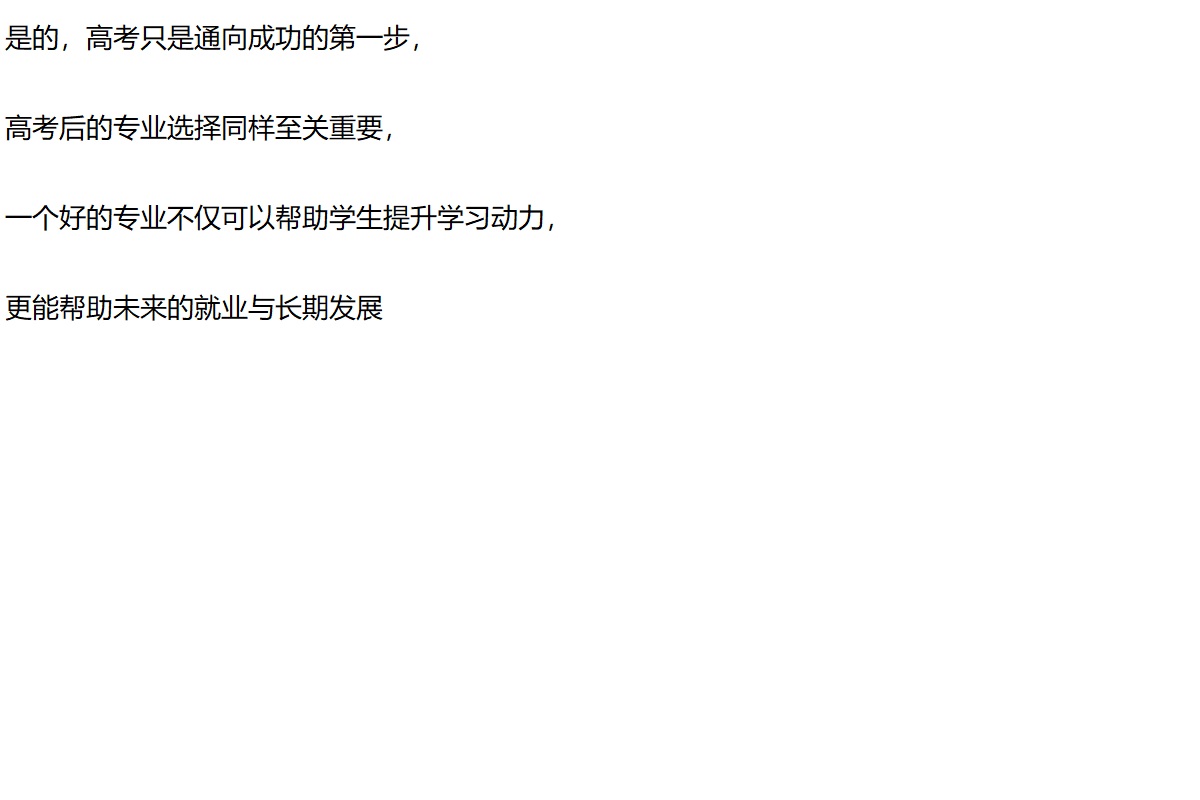 是的，高考只是通向成功的第一步，
高考后的专业选择同样至关重要，
一个好的专业不仅可以帮助学生提升学习动力，
更能帮助未来的就业与长期发展